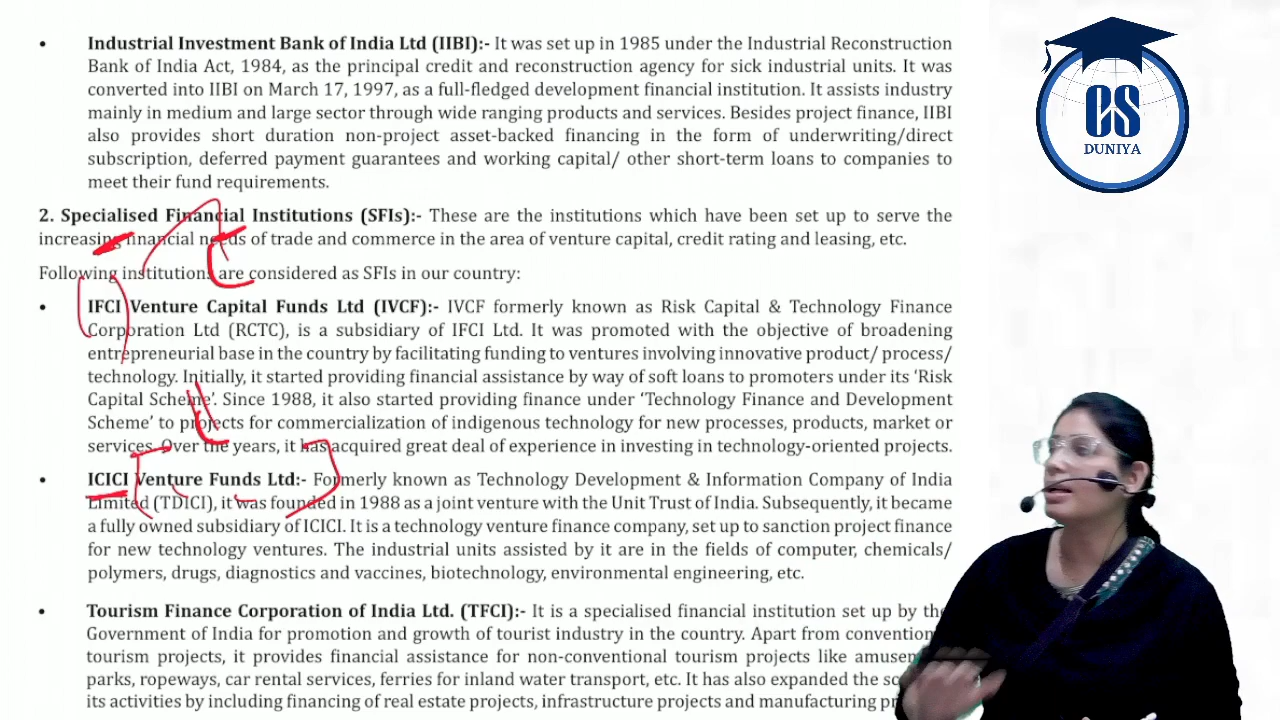 • Industrial Investment Bank of India Ltd (IIBI):- It was set up in 1985 under the Industrial Reconstruction
Bank of India Act, 1984, as the principal credit and reconstruction agency for sick industrial units. It was
converted into IIBI on March 17, 1997, as a full-fledged development financial institution. It assists industry
mainly in medium and large sector through wide ranging products and services. Besides project finance, IIBI
also provides short duration non-project asset-backed financing in the form of underwriting/direct
subscription, deferred payment guarantees and working capital/ other short-term loans to companies to
meet their fund requirements.
2. Specialised Financial Institutions (SFIs):- These are the institutions which have been set up to serve the
increasing financial needs of trade and commerce in the area of venture capital, credit rating and leasing, etc.
Following institutions are considered as SFIs in our country:
• IFCI Venture Capital Funds Ltd (IVCF):- IVCF formerly known as Risk Capital & Technology Finance
Corporation Ltd (RCTC), is a subsidiary of IFCI Ltd. It was promoted with the objective of broadening
entrepreneurial base in the country by facilitating funding to ventures involving innovative product/ process/
technology. Initially, it started providing financial assistance by way of soft loans to promoters under its ‘Risk
Capital Scheme’. Since 1988, it also started providing finance under ‘Technology Finance and Development
Scheme’ to projects for commercialization of indigenous technology for new processes, products, market or
services. Over the years, it has acquired great deal of experience in investing in technology-oriented projects.
• ICICI Venture Funds Ltd:- Formerly known as Technology Development & Information Company of India
Limited (TDICI), it was founded in 1988 as a joint venture with the Unit Trust of India. Subsequently, it became
a fully owned subsidiary of ICICI. It is a technology venture finance company, set up to sanction project finance
for new technology ventures. The industrial units assisted by it are in the fields of computer, chemicals/
polymers, drugs, diagnostics and vaccines, biotechnology, environmental engineering, etc.
• Tourism Finance Corporation of India Ltd. (TFCI):- It is a specialised financial institution set up by the
Government of India for promotion and growth of tourist industry in the country. Apart from
tourism projects, it provides financial assistance for non-conventional tourism projects like
parks, ropeways, car rental services, ferries for inland water transport, etc. It has also expanded the
its activities by including financing of real estate projects, infrastructure projects and manufacturing
CS
DUNIYA